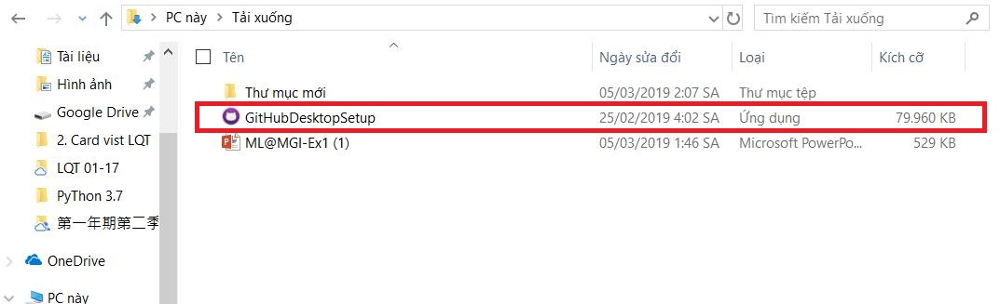 PC này > Tải xuống
Tìm kiếm Tải xuống
Tài liệu
Hình ảnh
Google Drive
2. Card vist LQT
LQT 01-17
PyThon 3.7
第一年期第二季
OneDrive
PC này
Tên Ngày sửa đổi Loại Kích cỡ
Thư mục mới 05/03/2019 2:07 SA Thư mục tệp
GitHubDesktopSetup 25/02/2019 4:02 SA Ứng dụng 79.960 KB
ML@MGI-Ex1 (1) 05/03/2019 1:46 SA Microsoft PowerPo... 529 KB